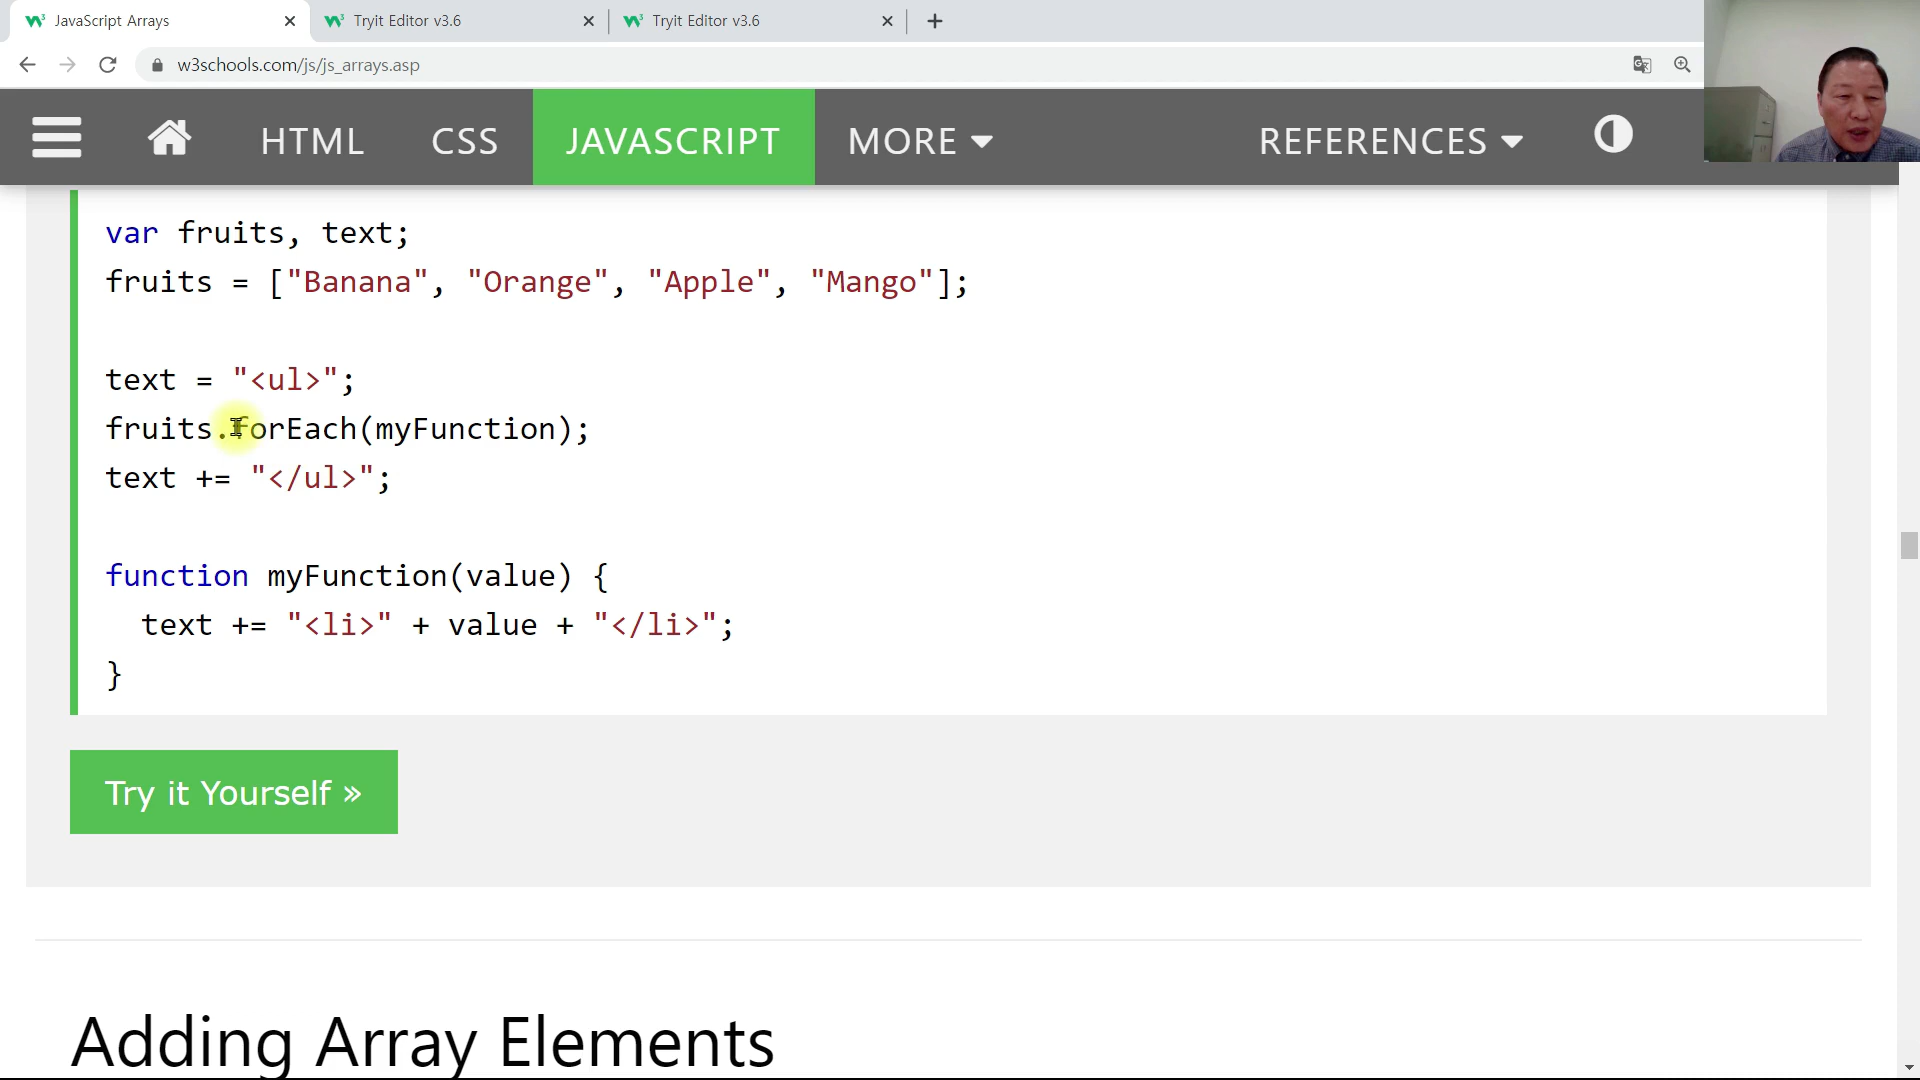 JavaScript Arrays
Tryit Editor v3.6
Tryit Editor v3.6
w3schools.com/js/js_arrays.asp
HTML
CSS
JAVASCRIPT
MORE
REFERENCES
var fruits, text;
fruits = ["Banana", "Orange", "Apple", "Mango"];
text = "<ul>";
fruits.forEach(myFunction);
text += "</ul>";
function myFunction(value) {
text += "<li>" + value + "</li>";
}
Try it Yourself »
Adding Array Elements